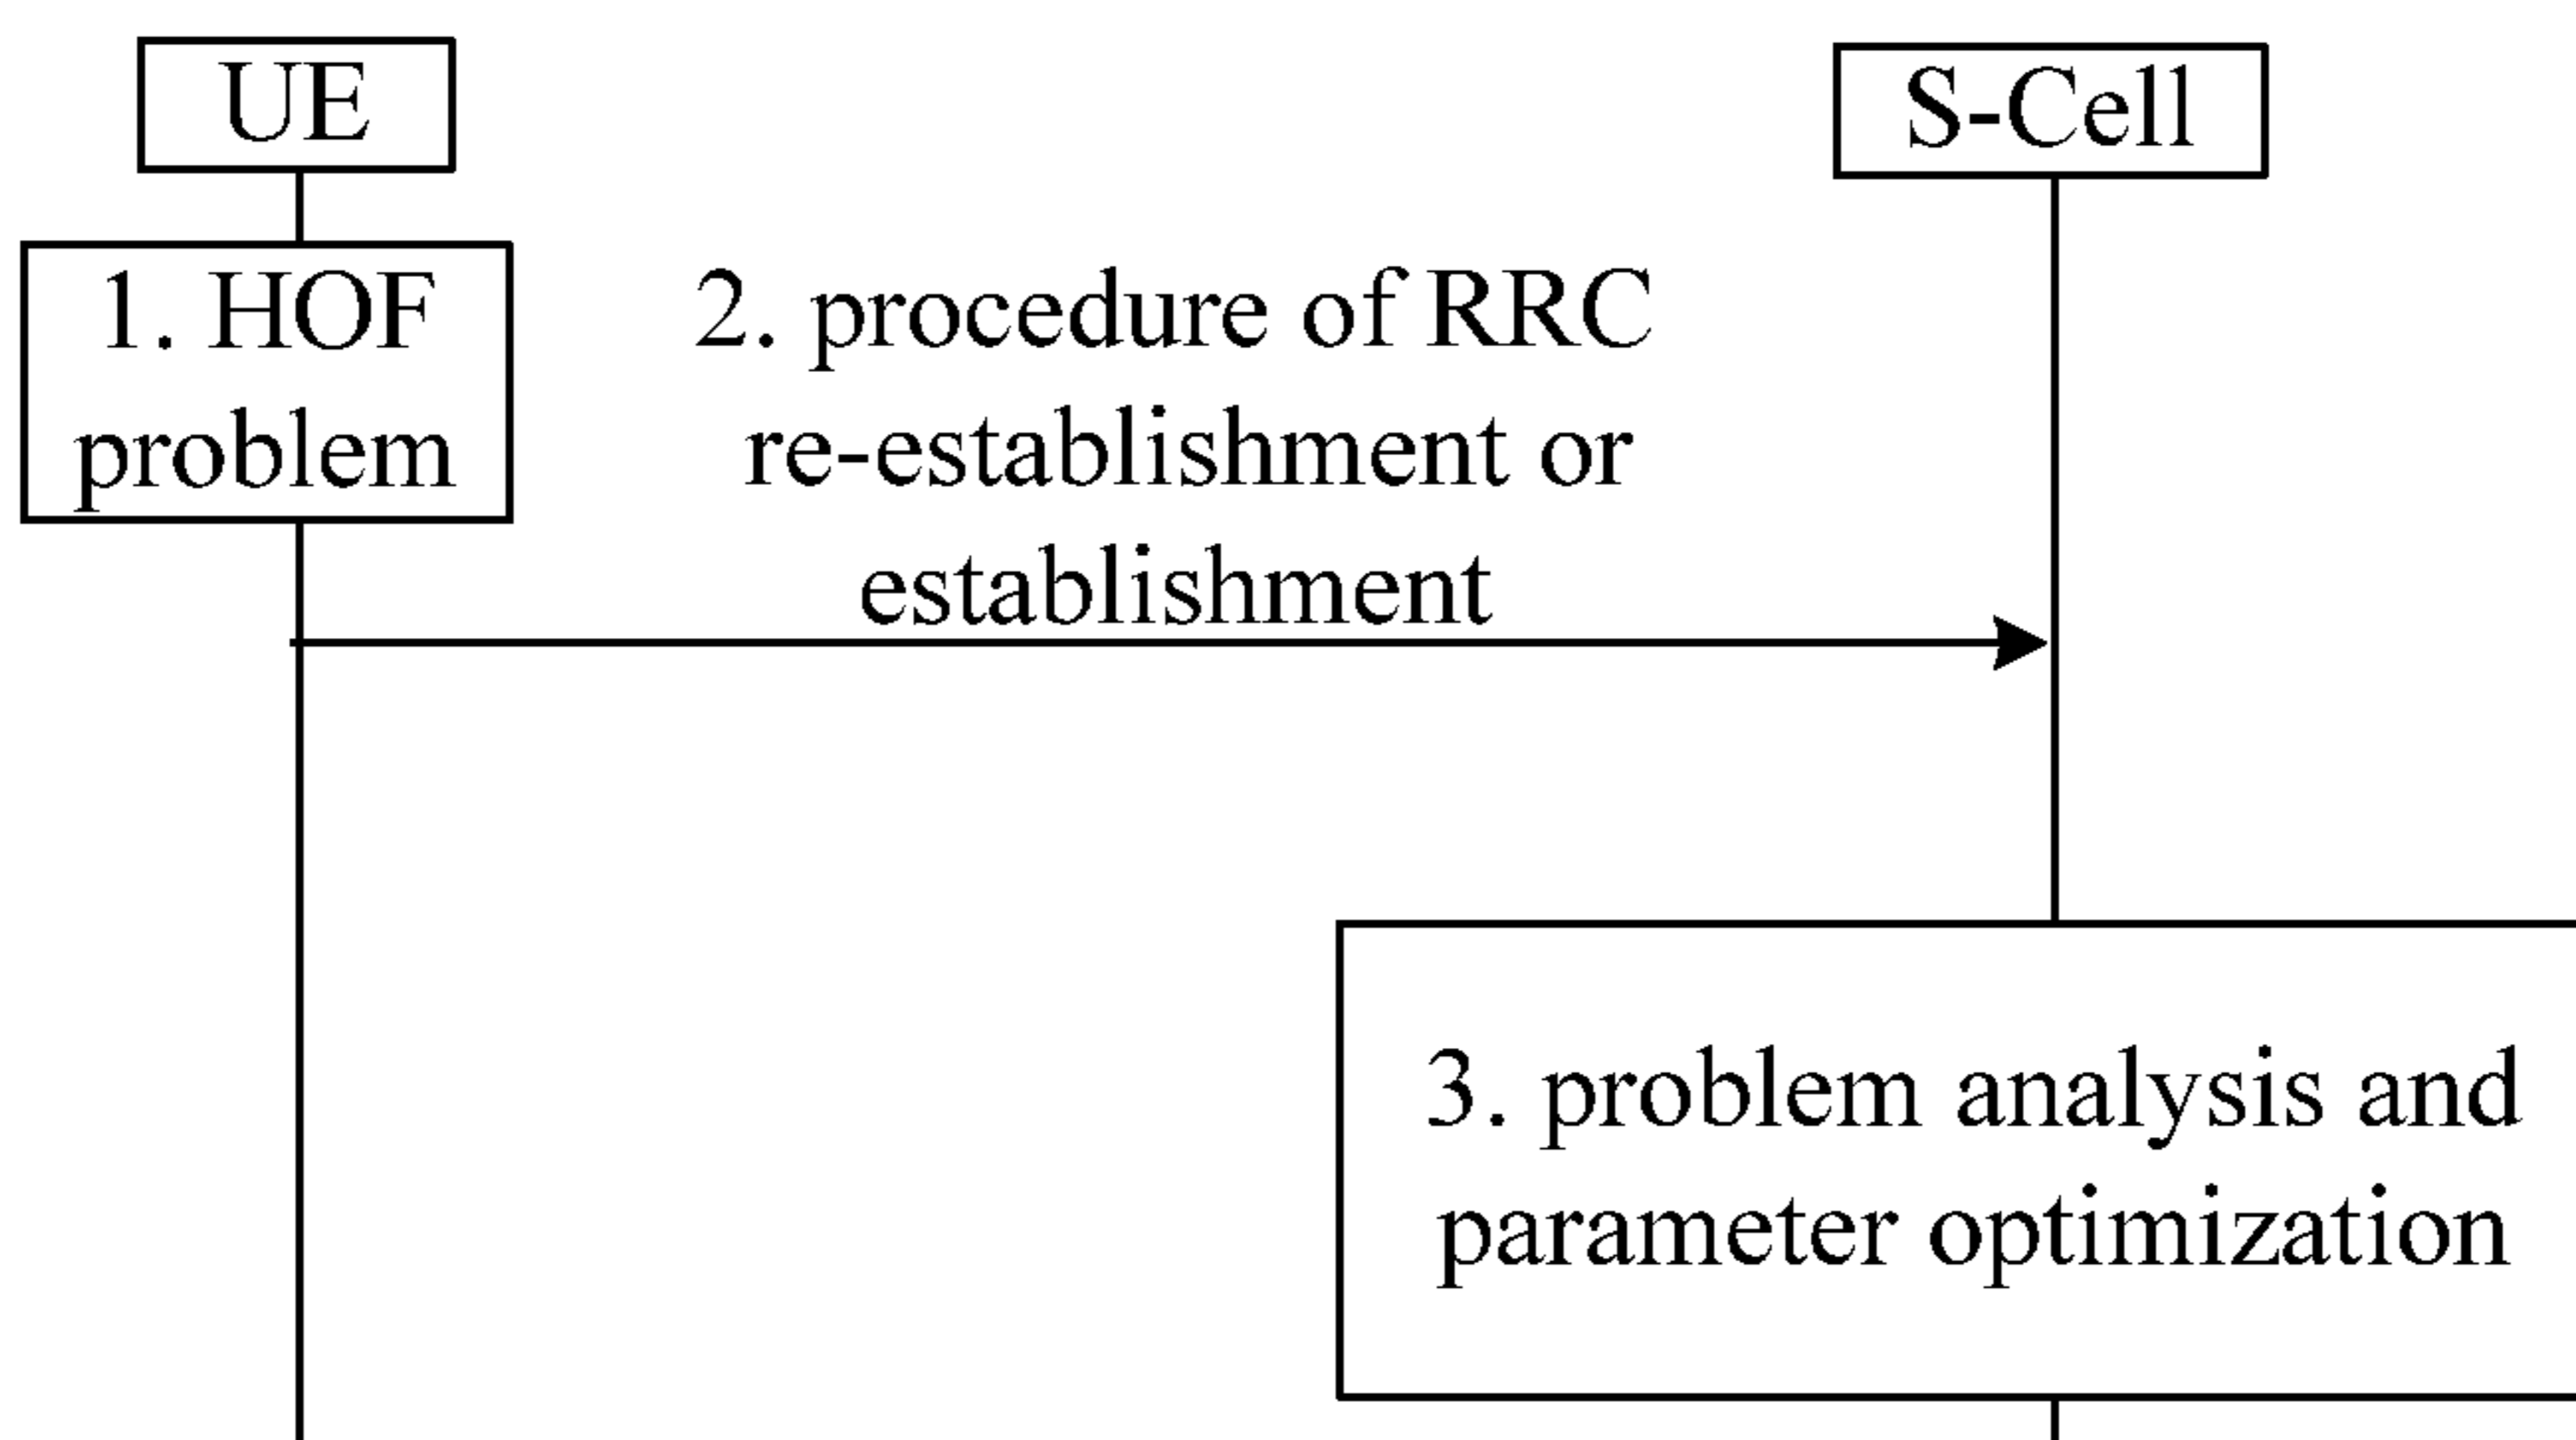 UE
S-Cell
1. HOF
problem
2. procedure of RRC
re-establishment or
establishment
3. problem analysis and
parameter optimization